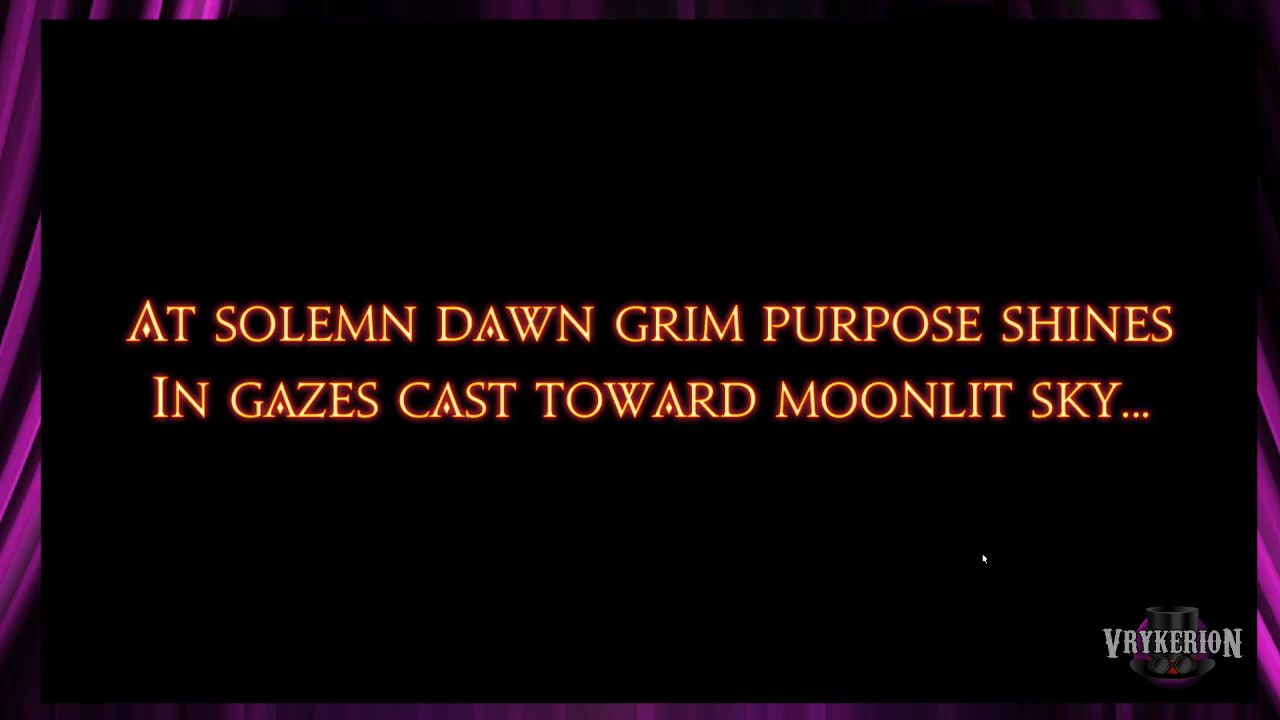 At solemn dawn grim purpose shines
In gazes cast toward moonlit sky...
VRYKERION